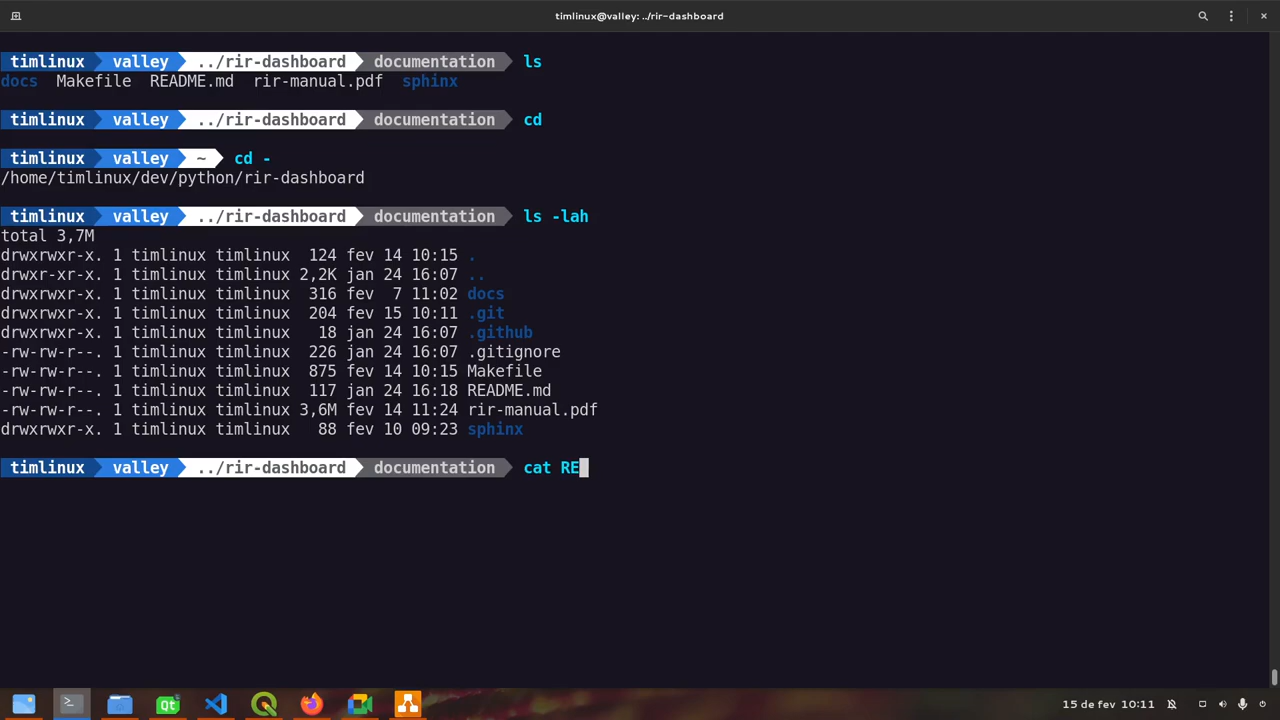 timlinux@valley: ../rir-dashboard
timlinux valley ../rir-dashboard documentation ls
docs Makefile README.md rir-manual.pdf sphinx
timlinux valley ../rir-dashboard documentation cd
timlinux valley ~ cd -
/home/timlinux/dev/python/rir-dashboard
timlinux valley ../rir-dashboard documentation ls -lah
total 3,7M
drwxrwxr-x. 1 timlinux timlinux 124 fev 14 10:15 .
drwxrwxr-x. 1 timlinux timlinux 2,2K jan 24 16:07 ..
drwxrwxr-x. 1 timlinux timlinux 316 fev 7 11:02 docs
drwxrwxr-x. 1 timlinux timlinux 204 fev 15 10:11 .git
drwxrwxr-x. 1 timlinux timlinux 18 jan 24 16:07 .github
-rw-rw-r--. 1 timlinux timlinux 226 jan 24 16:07 .gitignore
-rw-rw-r--. 1 timlinux timlinux 875 fev 14 10:15 Makefile
-rw-rw-r--. 1 timlinux timlinux 117 jan 24 16:18 README.md
-rw-rw-r--. 1 timlinux timlinux 3,6M fev 14 11:24 rir-manual.pdf
drwxrwxr-x. 1 timlinux timlinux 88 fev 10 09:23 sphinx
timlinux valley ../rir-dashboard documentation cat RE
Qt
15 de fev 10:11